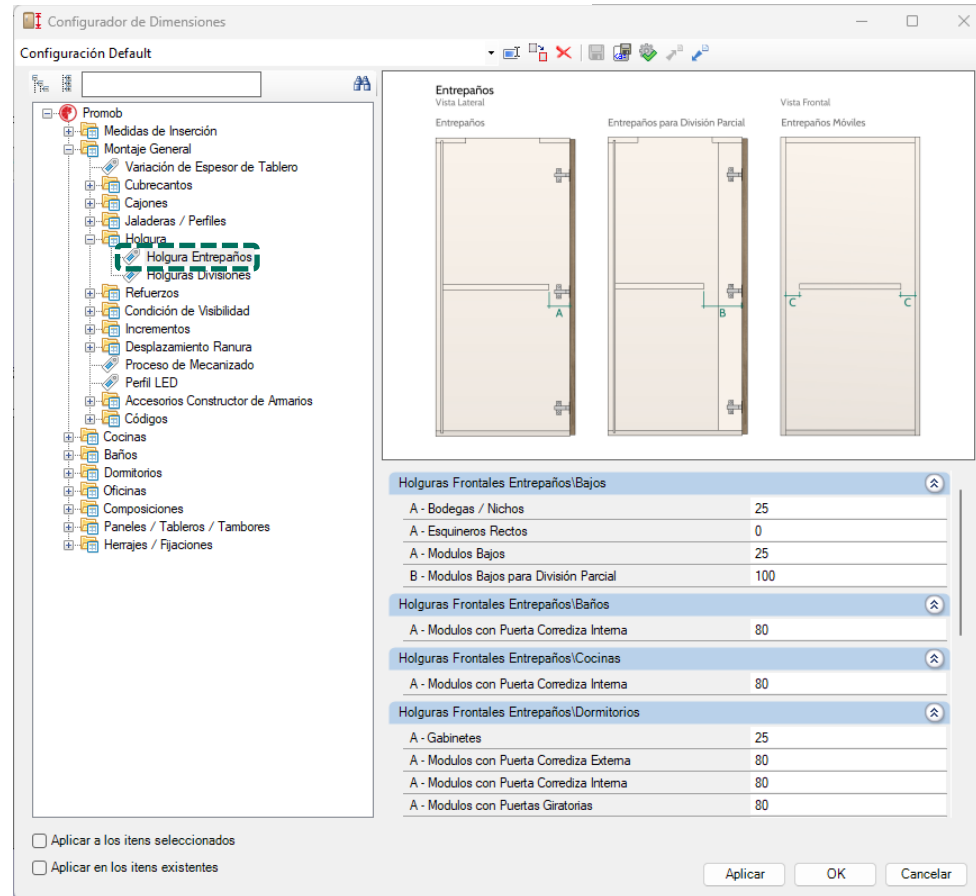 Configurador de Dimensiones
Configuración Default
Promob
Medidas de Inserción
Montaje General
Variación de Espesor de Tablero
Cubrecantos
Cajones
Jaladeras / Perfiles
Holgura
Holgura Entrepaños
Holguras Divisiones
Refuerzos
Condición de Visibilidad
Incrementos
Desplazamiento Ranura
Proceso de Mecanizado
Perfil LED
Accesorios Constructor de Armarios
Códigos
Cocinas
Baños
Dormitorios
Oficinas
Composiciones
Paneles / Tableros / Tambores
Herrajes / Fijaciones
Entrepaños
Vista Lateral
Vista Frontal
Entrepaños Entrepaños para División Parcial Entrepaños Móviles
A B C C
Holguras Frontales Entrepaños\Bajos
A - Bodegas / Nichos 25
A - Esquineros Rectos 0
A - Modulos Bajos 25
B - Modulos Bajos para División Parcial 100
Holguras Frontales Entrepaños\Baños
A - Modulos con Puerta Corrediza Interna 80
Holguras Frontales Entrepaños\Cocinas
A - Modulos con Puerta Corrediza Interna 80
Holguras Frontales Entrepaños\Dormitorios
A - Gabinetes 25
A - Modulos con Puerta Corrediza Externa 80
A - Modulos con Puerta Corrediza Interna 80
A - Modulos con Puertas Giratorias 80
Aplicar a los itens seleccionados
Aplicar en los itens existentes
Aplicar OK Cancelar